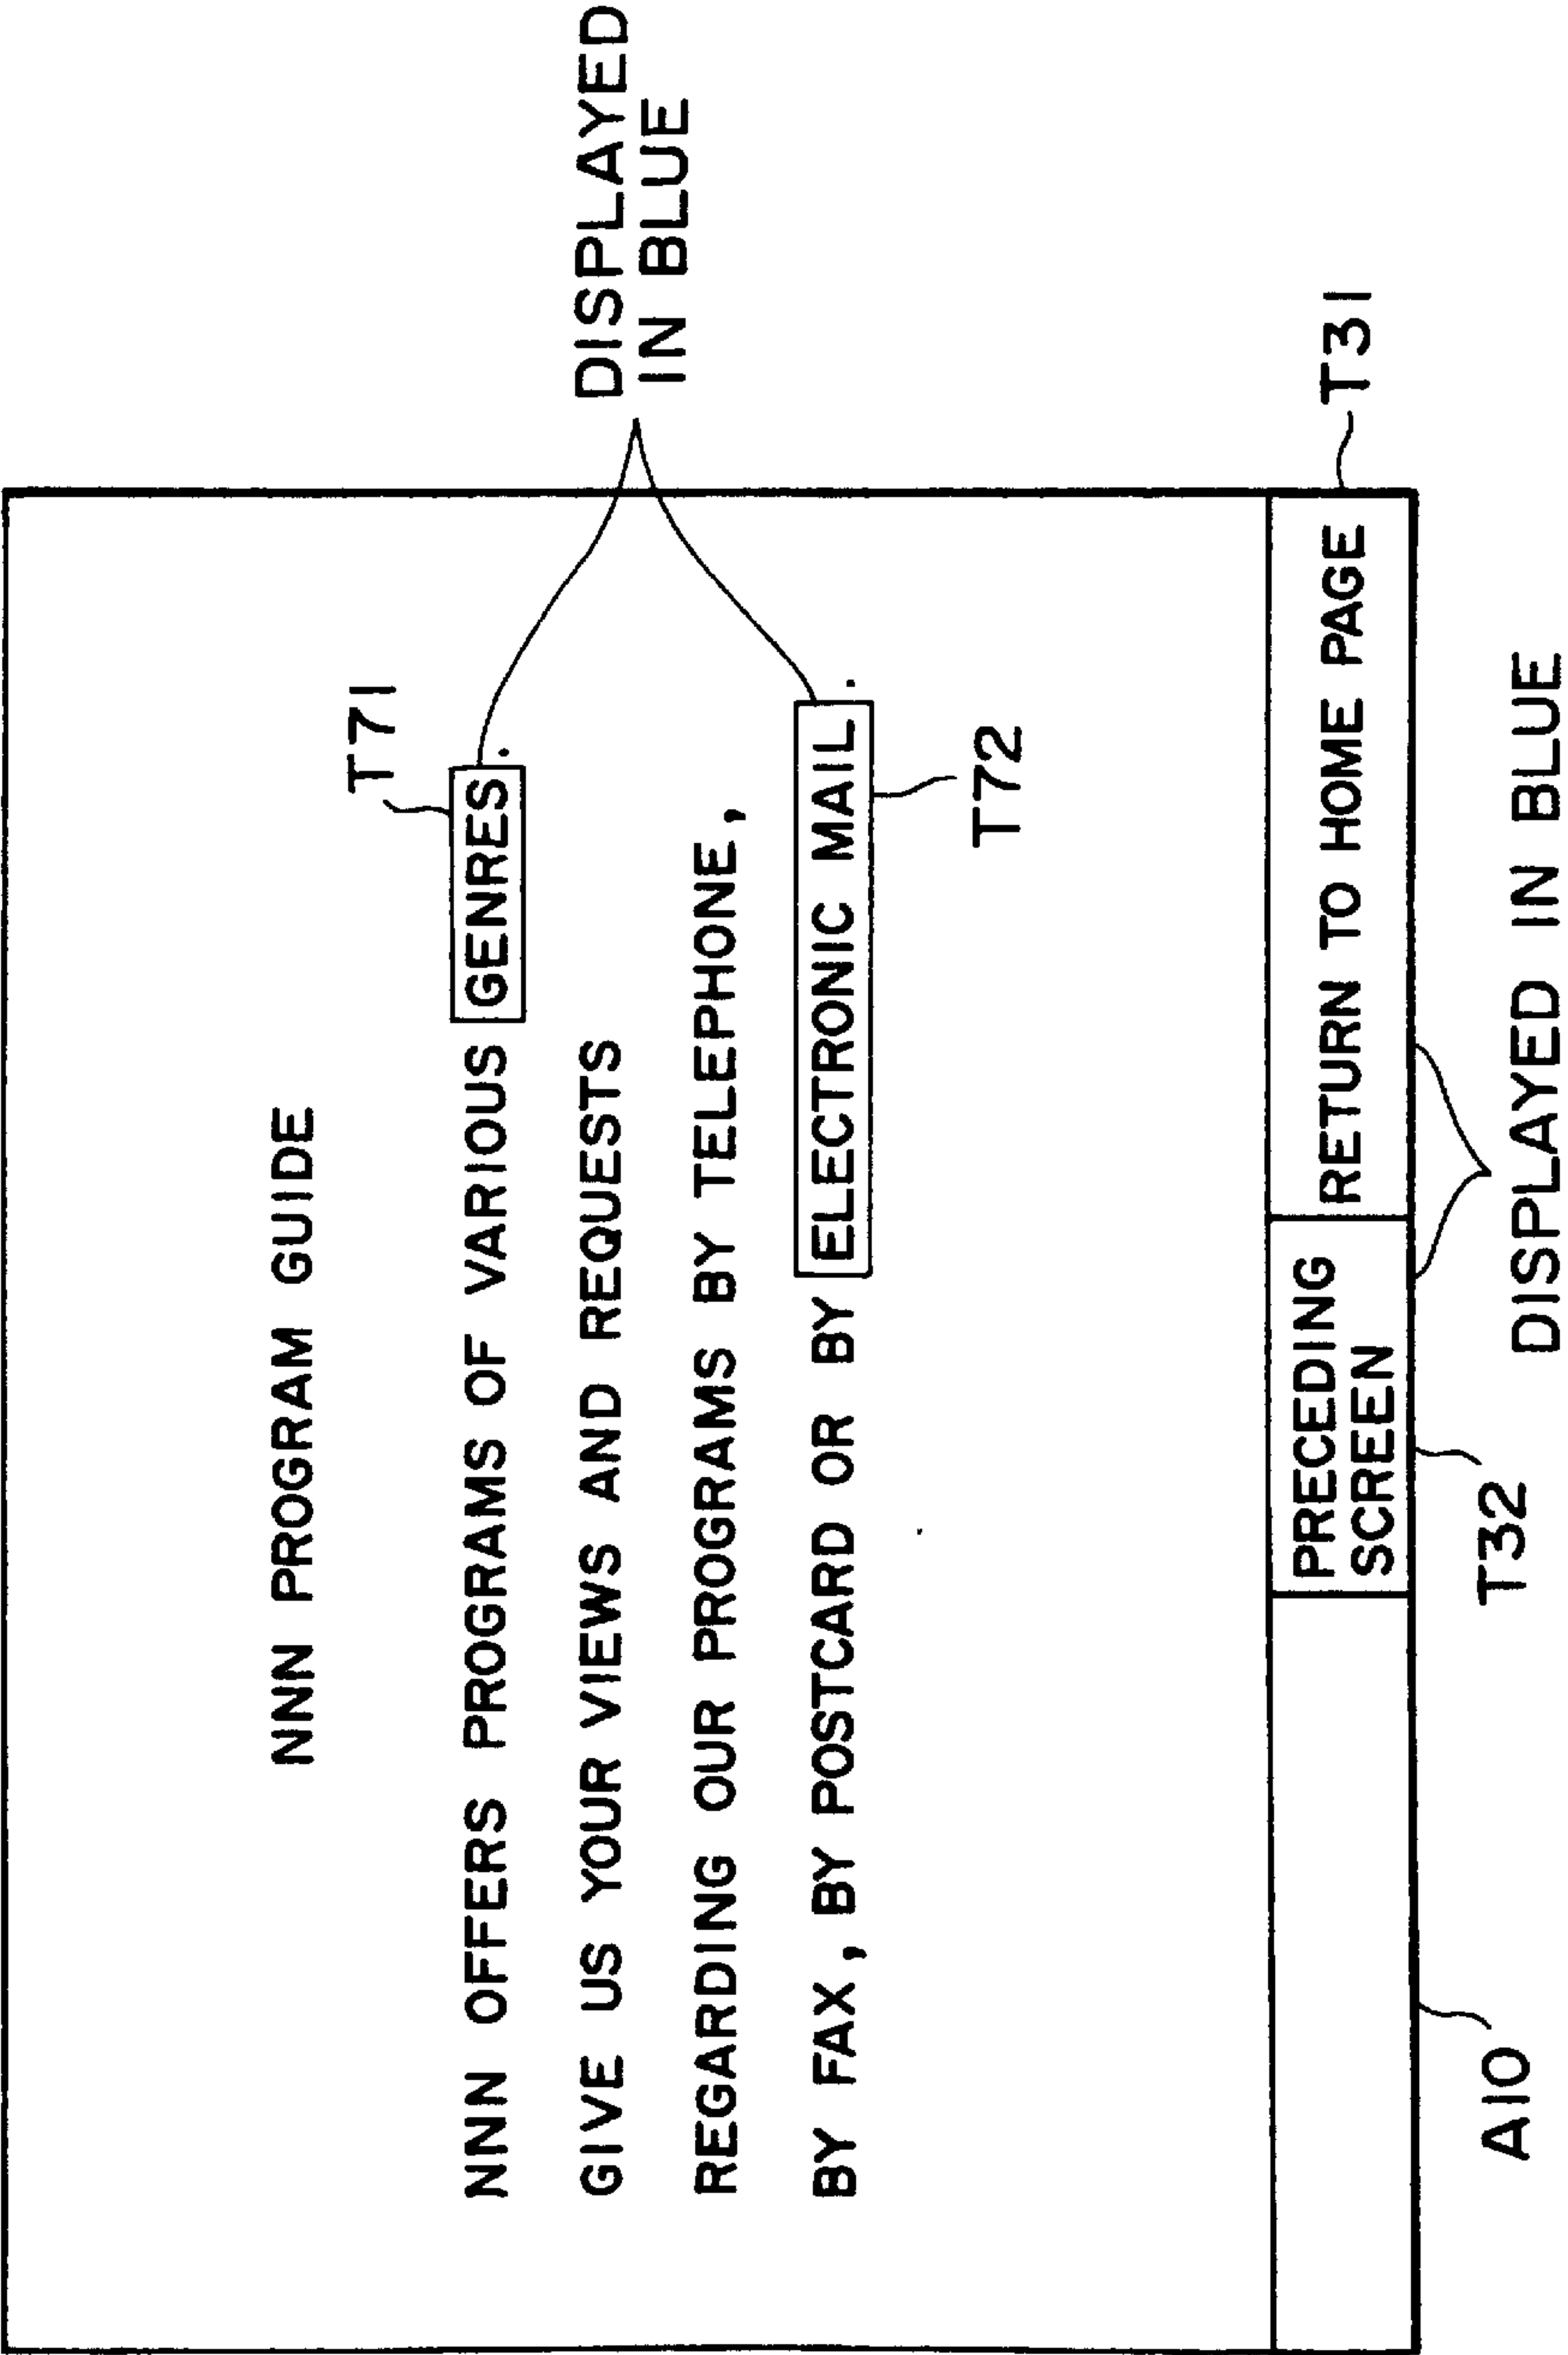 NNN PROGRAM GUIDE
T71
NNN OFFERS PROGRAMS OF VARIOUS GENRES.
GIVE US YOUR VIEWS AND REQUESTS
REGARDING OUR PROGRAMS BY TELEPHONE,
BY FAX, BY POSTCARD OR BY ELECTRONIC MAIL.
T72
DISPLAYED
IN BLUE
PRECEDING
SCREEN
RETURN TO HOME PAGE
T31
A10
T32
DISPLAYED IN BLUE